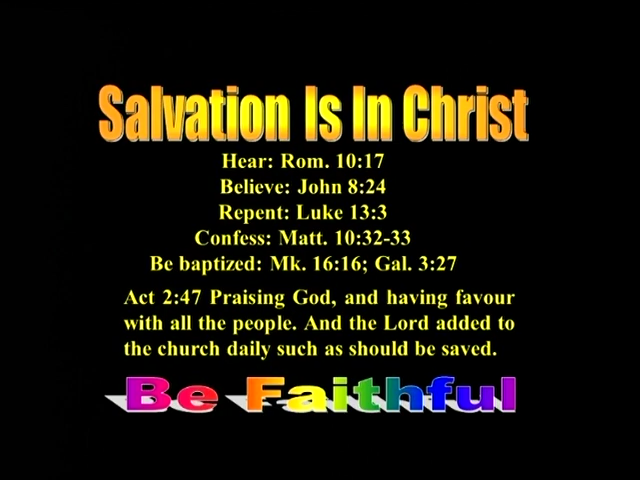 Salvation Is In Christ
Hear: Rom. 10:17
Believe: John 8:24
Repent: Luke 13:3
Confess: Matt. 10:32-33
Be baptized: Mk. 16:16; Gal. 3:27
Act 2:47 Praising God, and having favour
with all the people. And the Lord added to
the church daily such as should be saved.
Be Faithful